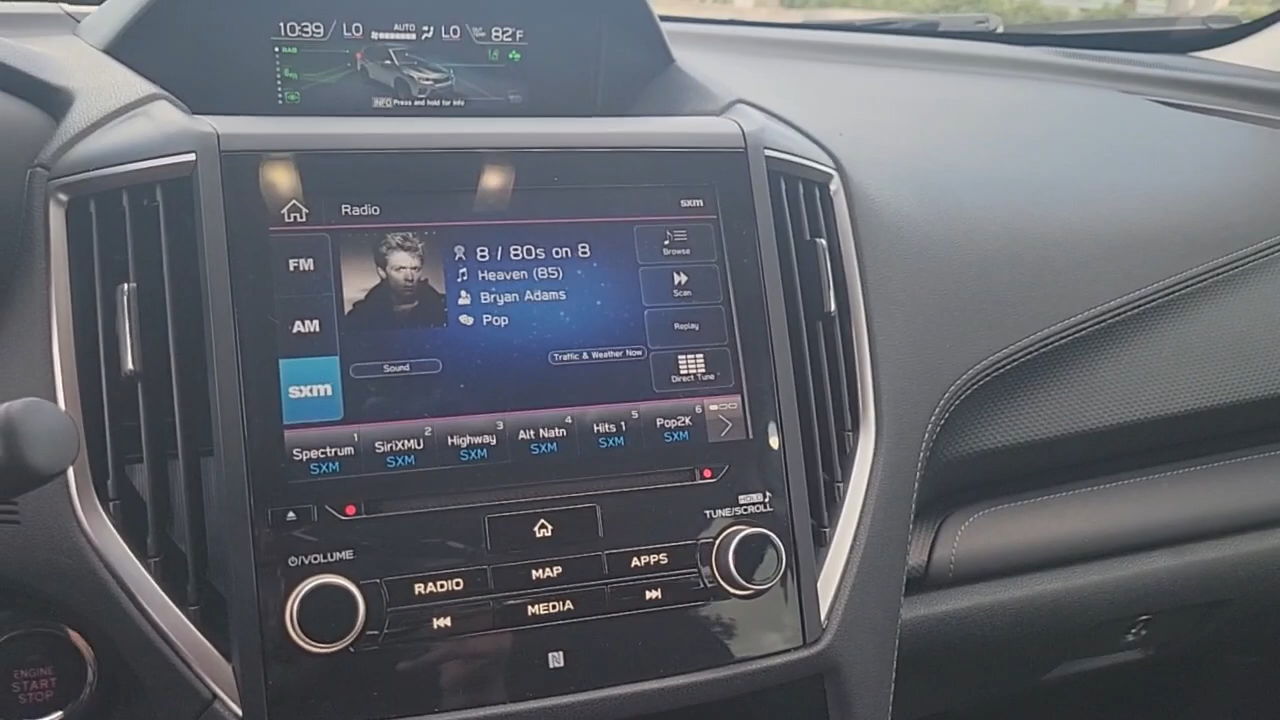 10:39 LO AUTO LO OUT TEMP 82°F
RAB
INFO Press and hold for info
Radio
sxm
FM
AM
sxm
8 / 80s on 8
Heaven (85)
Bryan Adams
Pop
Sound
Traffic & Weather Now
Browse
Scan
Replay
Direct Tune
Spectrum 1
SXM
SiriXMU 2
SXM
Highway 3
SXM
Alt Natn 4
SXM
Hits 1 5
SXM
Pop2K 6
SXM
HOLD
TUNE/SCROLL
/VOLUME
RADIO
MAP
APPS
MEDIA
ENGINE
START
STOP